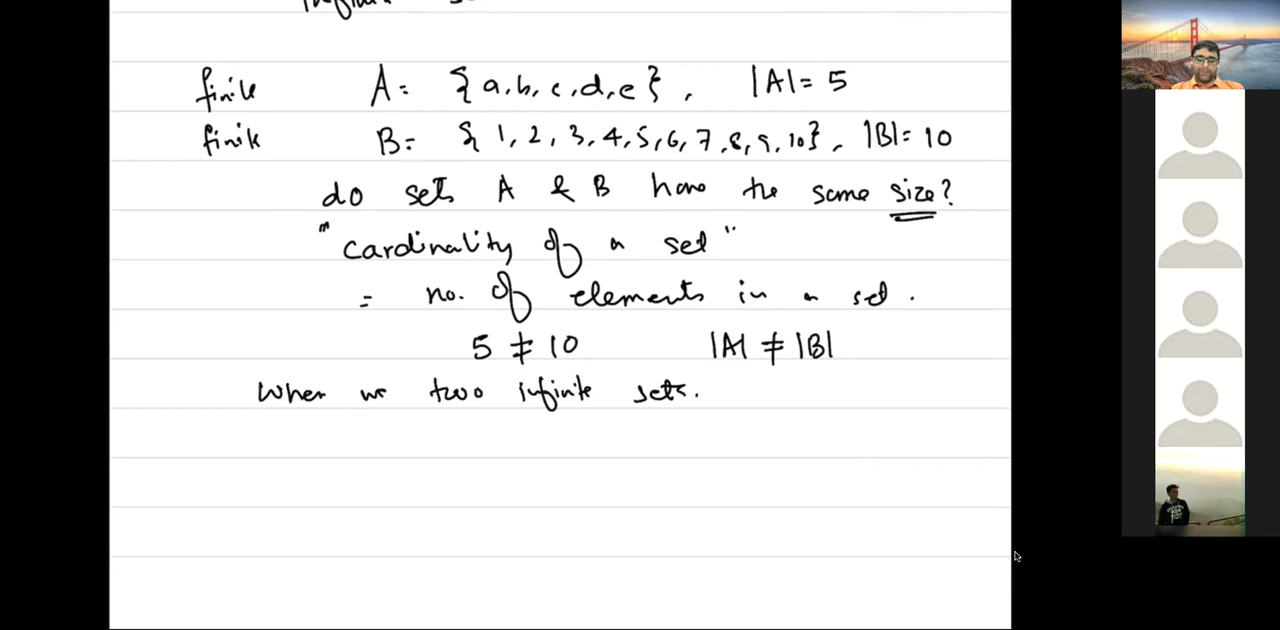 finite A = {a, b, c, d, e}, |A| = 5
finite B = {1, 2, 3, 4, 5, 6, 7, 8, 9, 10}, |B| = 10
do sets A & B have the same size?
"cardinality of a set"
= no. of elements in a set.
5 ≠ 10 |A| ≠ |B|
When we two infinite sets.